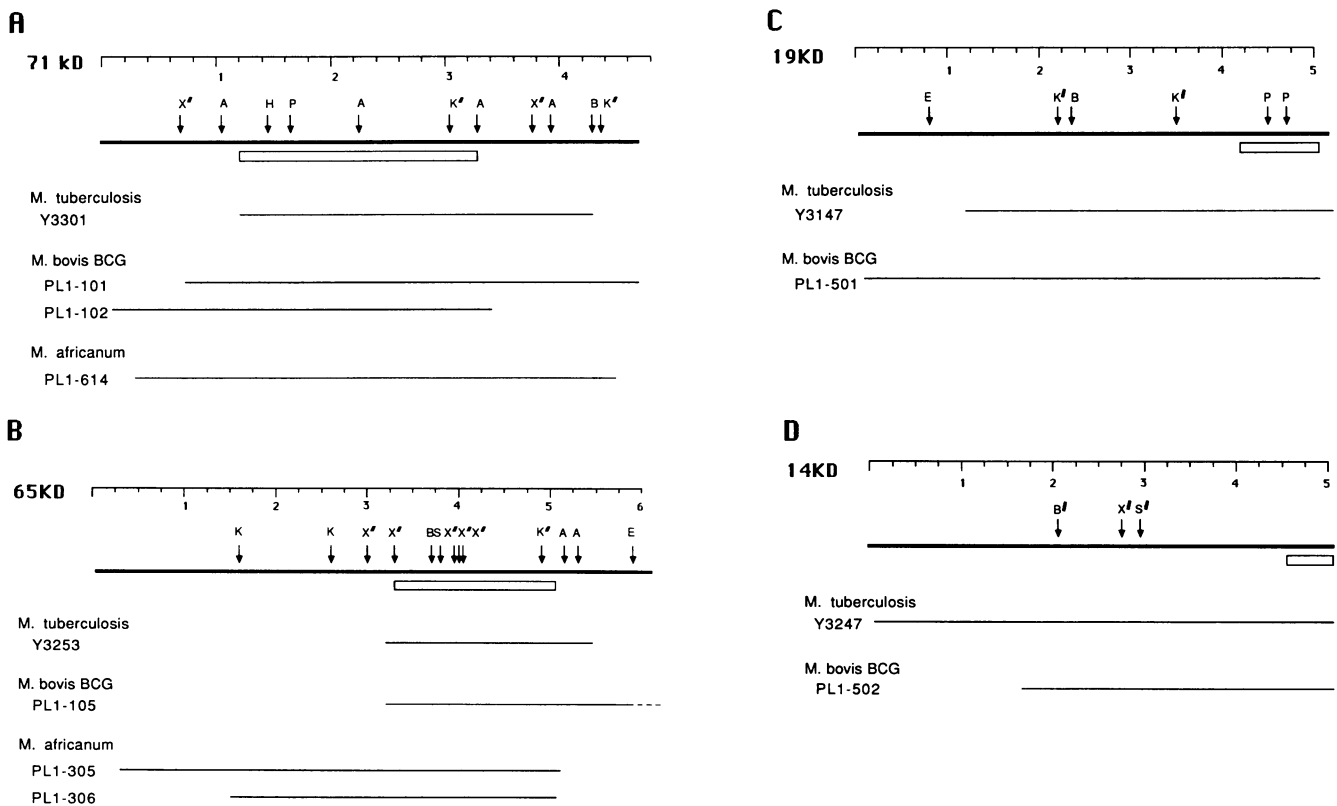 A
71 kD
1 2 3 4
X# A H P A K# A X# A B K#
M. tuberculosis
Y3301
M. bovis BCG
PL1-101
PL1-102
M. africanum
PL1-614
B
65KD
1 2 3 4 5 6
K K X# X# BS X# X# X# K# A A E
M. tuberculosis
Y3253
M. bovis BCG
PL1-105
M. africanum
PL1-305
PL1-306
C
19KD
1 2 3 4 5
E K# B K# P P
M. tuberculosis
Y3147
M. bovis BCG
PL1-501
D
14KD
1 2 3 4 5
B# X# S#
M. tuberculosis
Y3247
M. bovis BCG
PL1-502